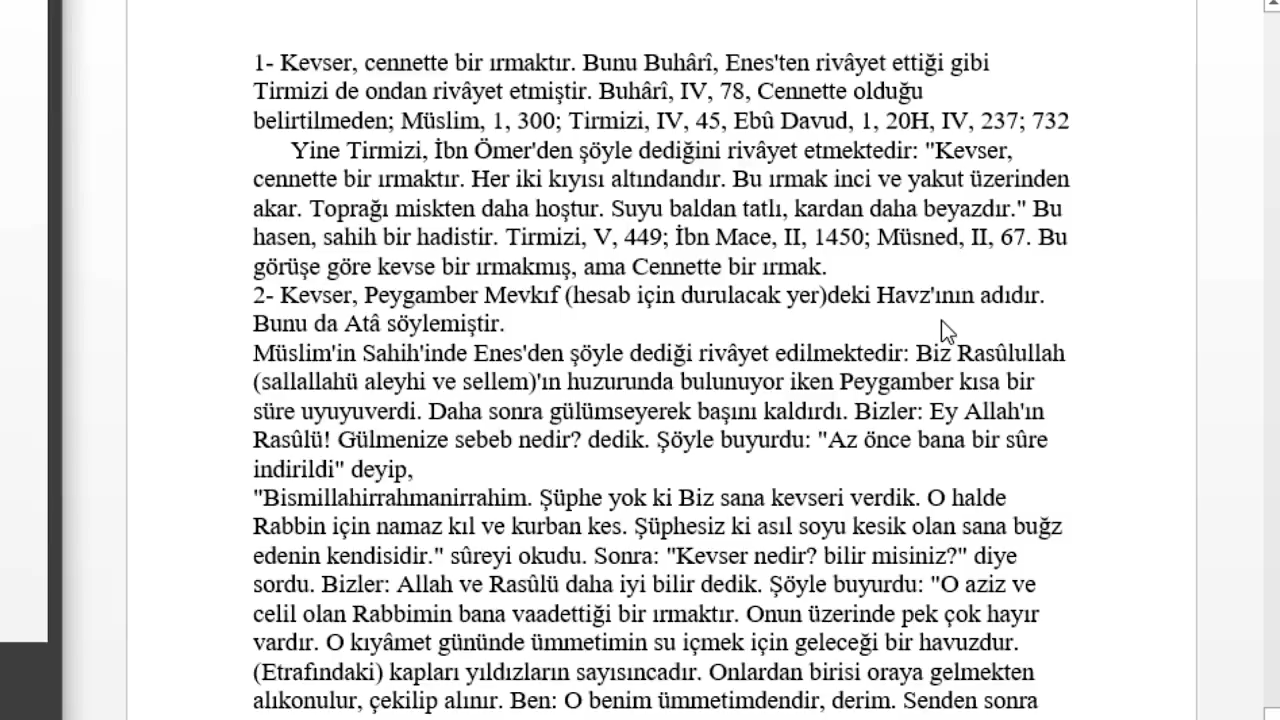 1- Kevser, cennette bir ırmaktır. Bunu Buhârî, Enes'ten rivâyet ettiği gibi
Tirmizi de ondan rivâyet etmiştir. Buhârî, IV, 78, Cennette olduğu
belirtilmeden; Müslim, 1, 300; Tirmizi, IV, 45, Ebû Davud, 1, 20H, IV, 237; 732
Yine Tirmizi, İbn Ömer'den şöyle dediğini rivâyet etmektedir: "Kevser,
cennette bir ırmaktır. Her iki kıyısı altındandır. Bu ırmak inci ve yakut üzerinden
akar. Toprağı miskten daha hoştur. Suyu baldan tatlı, kardan daha beyazdır." Bu
hasen, sahih bir hadistir. Tirmizi, V, 449; İbn Mace, II, 1450; Müsned, II, 67. Bu
görüşe göre kevse bir ırmakmış, ama Cennette bir ırmak.
2- Kevser, Peygamber Mevkıf (hesab için durulacak yer)deki Havz'ının adıdır.
Bunu da Atâ söylemiştir.
Müslim'in Sahih'inde Enes'den şöyle dediği rivâyet edilmektedir: Biz Rasûlullah
(sallallahü aleyhi ve sellem)'ın huzurunda bulunuyor iken Peygamber kısa bir
süre uyuyuverdi. Daha sonra gülümseyerek başını kaldırdı. Bizler: Ey Allah'ın
Rasûlü! Gülmenize sebeb nedir? dedik. Şöyle buyurdu: "Az önce bana bir sûre
indirildi" deyip,
"Bismillahirrahmanirrahim. Şüphe yok ki Biz sana kevseri verdik. O halde
Rabbin için namaz kıl ve kurban kes. Şüphesiz ki asıl soyu kesik olan sana buğz
edenin kendisidir." sûreyi okudu. Sonra: "Kevser nedir? bilir misiniz?" diye
sordu. Bizler: Allah ve Rasûlü daha iyi bilir dedik. Şöyle buyurdu: "O aziz ve
celil olan Rabbimin bana vaadettiği bir ırmaktır. Onun üzerinde pek çok hayır
vardır. O kıyâmet gününde ümmetimin su içmek için geleceği bir havuzdur.
(Etrafındaki) kapları yıldızların sayısıncadır. Onlardan birisi oraya gelmekten
alıkonulur, çekilip alınır. Ben: O benim ümmetimdendir, derim. Senden sonra